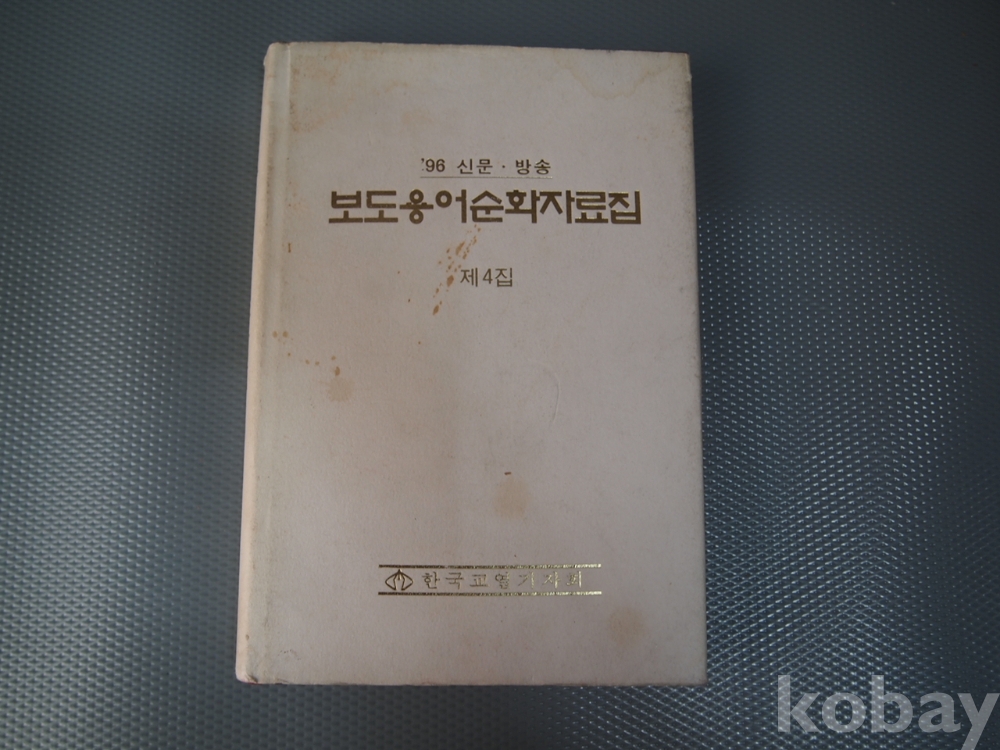 '96 신문·방송
보도용어순화자료집
제4집
한국교열기자회
kobay